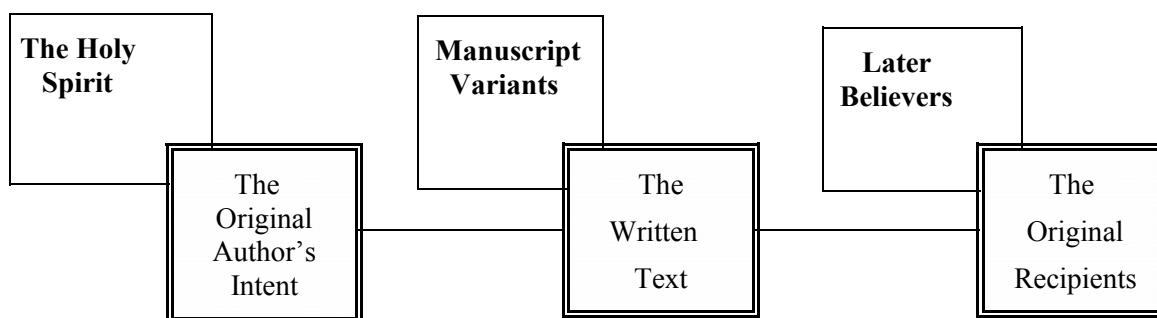 The Holy
Spirit
Manuscript
Variants
Later
Believers
The
Original
Author’s
Intent
The
Written
Text
The
Original
Recipients